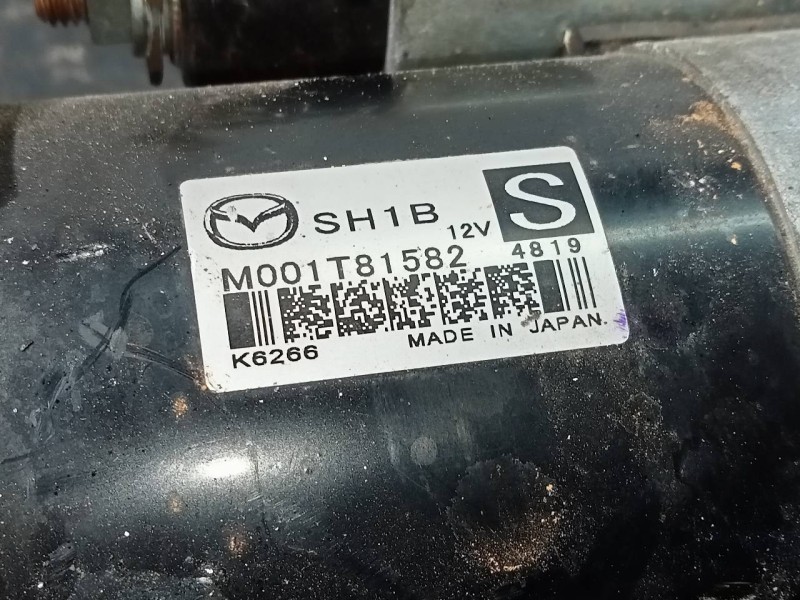 SH1B 12V S
M001T81582 4819
K6266 MADE IN JAPAN.